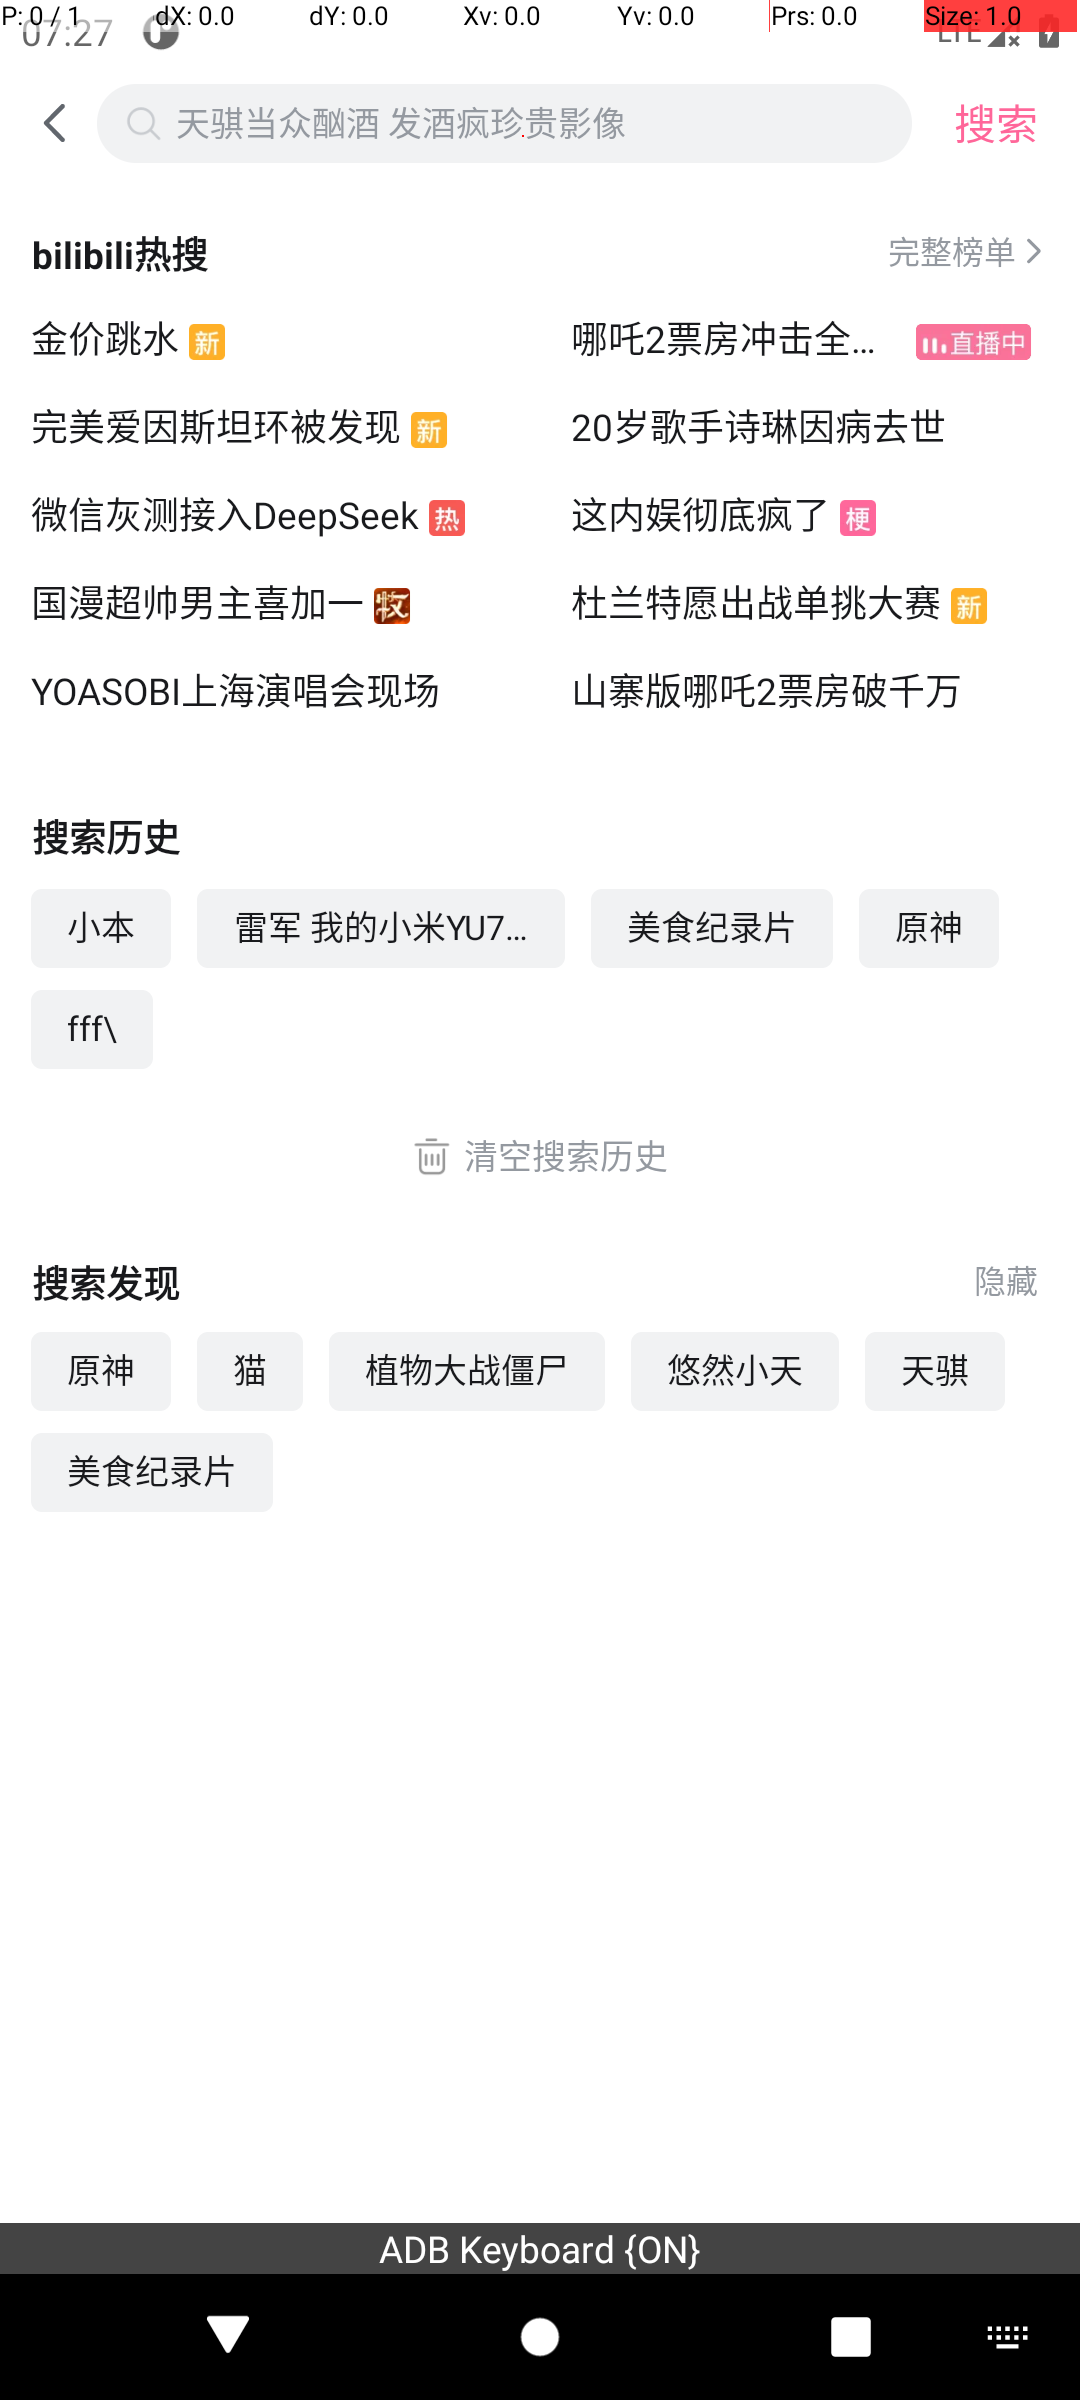 P: 0 / 1 dX: 0.0 dY: 0.0 Xv: 0.0 Yv: 0.0 Prs: 0.0 Size: 1.0
07:27 LTE
天骐当众酗酒 发酒疯珍贵影像 搜索
bilibili热搜 完整榜单
金价跳水 新 哪吒2票房冲击全... 直播中
完美爱因斯坦环被发现 新 20岁歌手诗琳因病去世
微信灰测接入DeepSeek 热 这内娱彻底疯了 梗
国漫超帅男主喜加一 牧 杜兰特愿出战单挑大赛 新
YOASOBI上海演唱会现场 山寨版哪吒2票房破千万
搜索历史
小本 雷军 我的小米YU7... 美食纪录片 原神
fff\
清空搜索历史
搜索发现 隐藏
原神 猫 植物大战僵尸 悠然小天 天骐
美食纪录片
ADB Keyboard {ON}